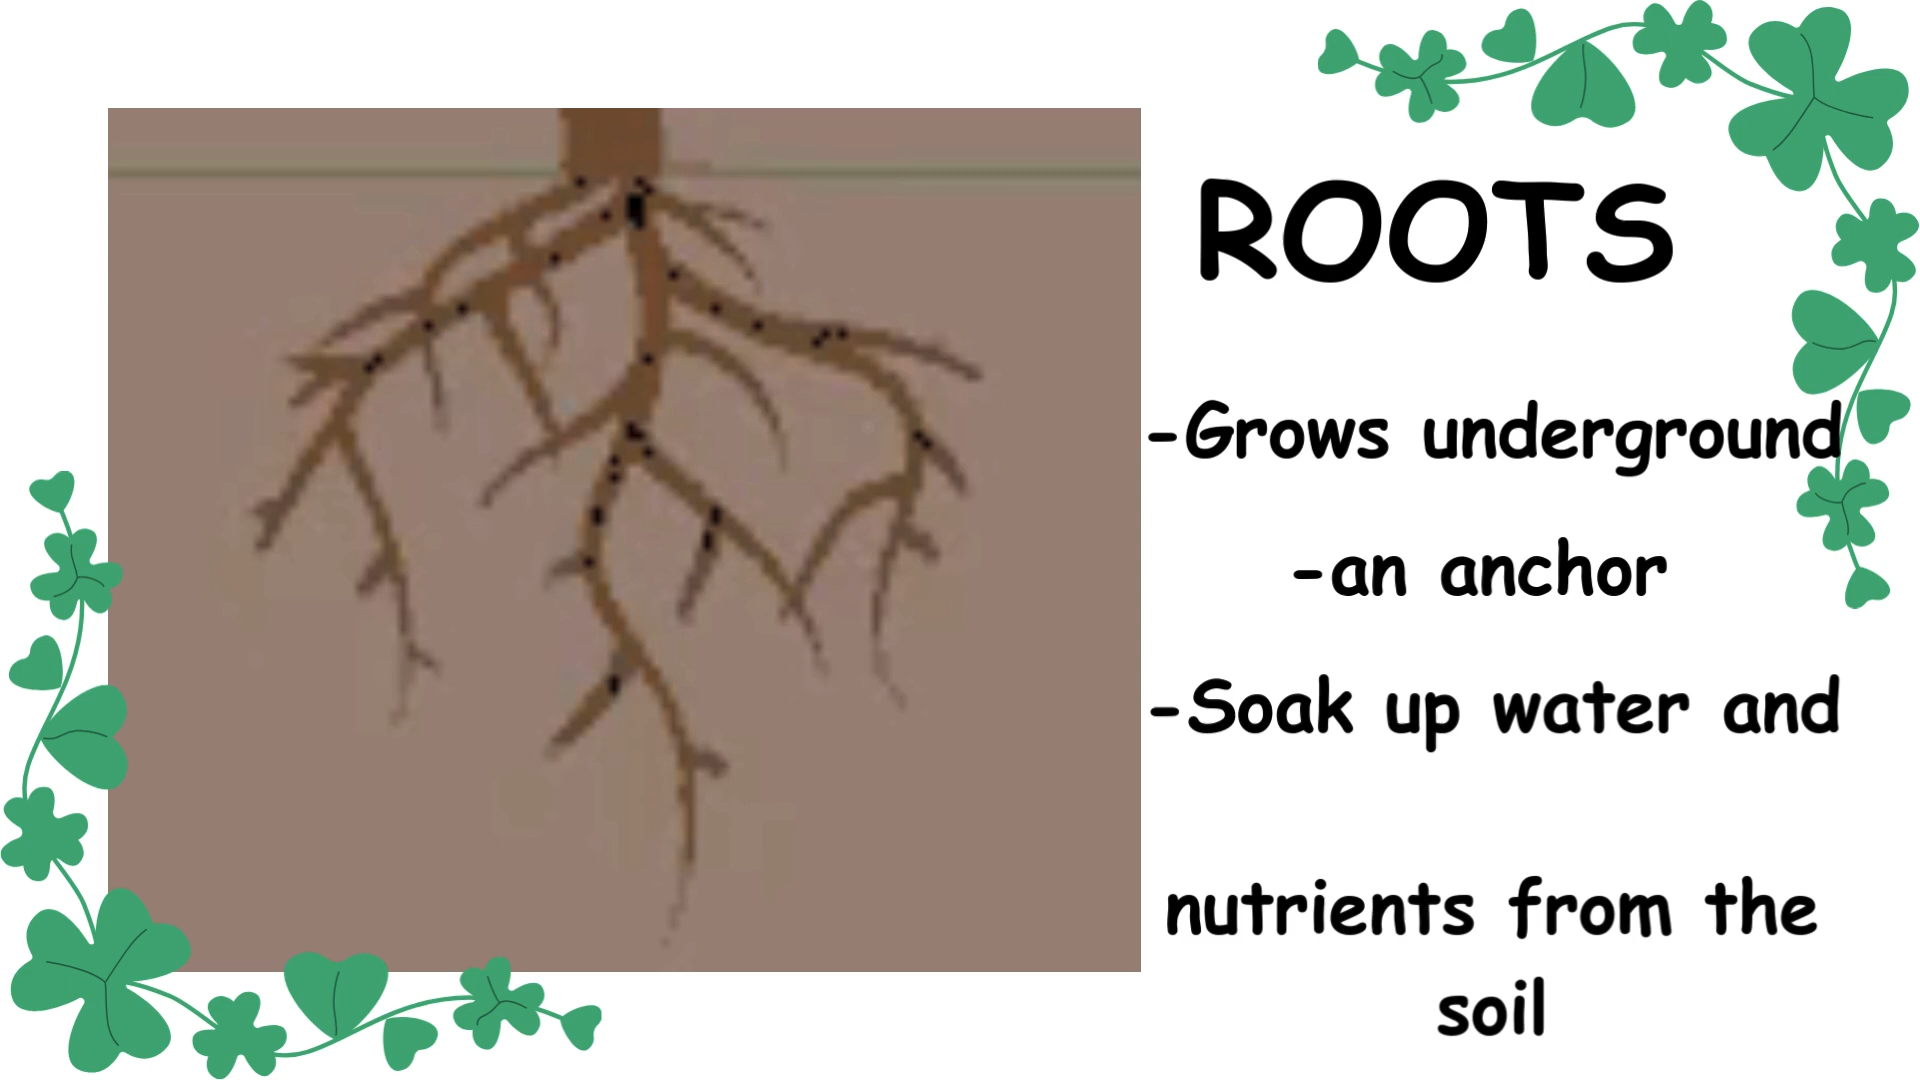 ROOTS
-Grows underground
-an anchor
-Soak up water and
nutrients from the
soil